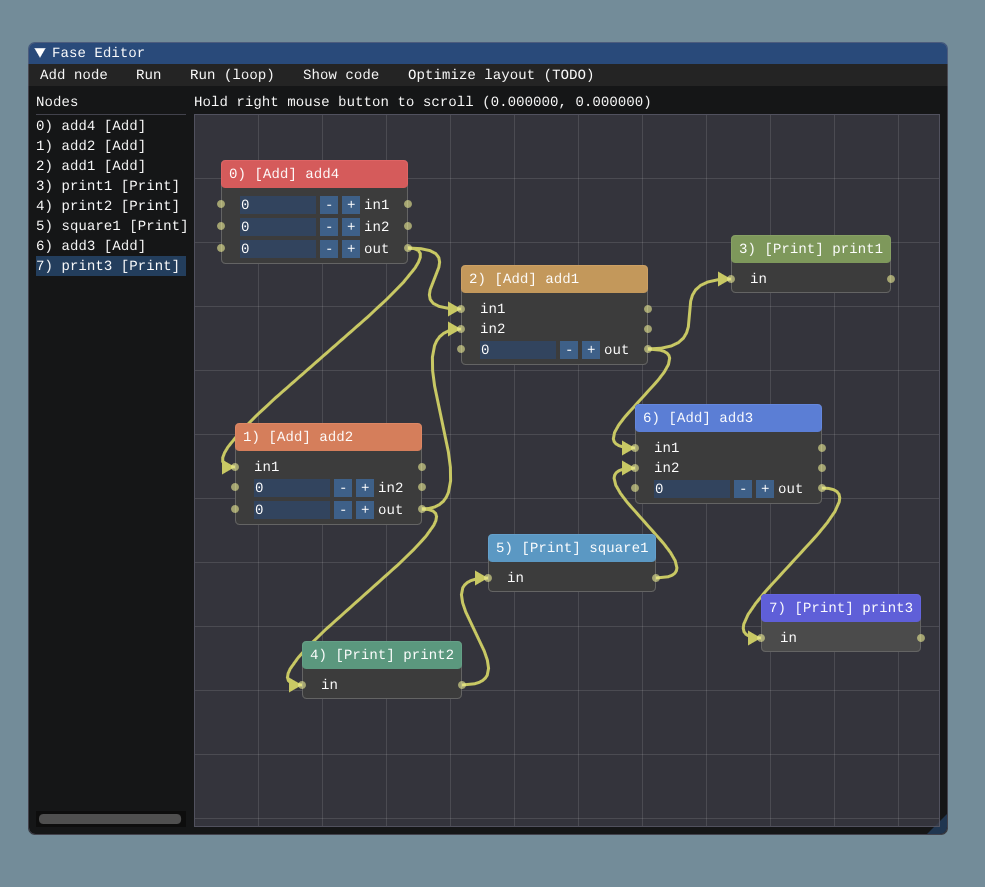 Fase Editor
Add node Run Run (loop) Show code Optimize layout (TODO)
Nodes
Hold right mouse button to scroll (0.000000, 0.000000)
0) add4 [Add]
1) add2 [Add]
2) add1 [Add]
3) print1 [Print]
4) print2 [Print]
5) square1 [Print]
6) add3 [Add]
7) print3 [Print]
0) [Add] add4
0 - + in1
0 - + in2
0 - + out
2) [Add] add1
in1
in2
0 - + out
3) [Print] print1
in
1) [Add] add2
in1
0 - + in2
0 - + out
6) [Add] add3
in1
in2
0 - + out
5) [Print] square1
in
7) [Print] print3
in
4) [Print] print2
in